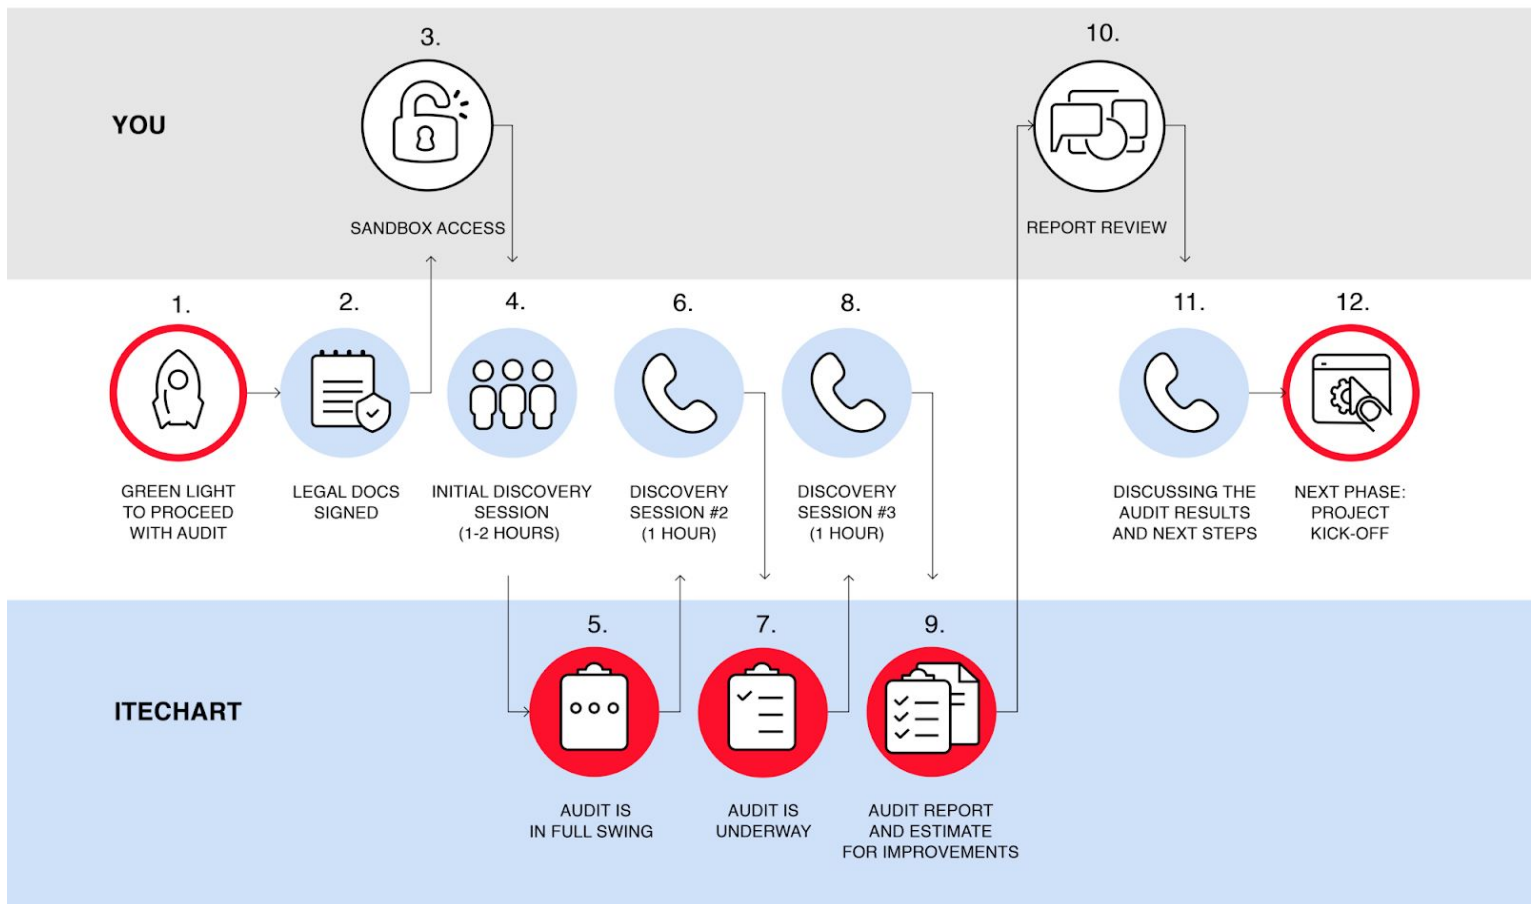 3.
10.
YOU
SANDBOX ACCESS
REPORT REVIEW
1.
2.
4.
6.
8.
11.
12.
GREEN LIGHT
TO PROCEED
WITH AUDIT
LEGAL DOCS
SIGNED
INITIAL DISCOVERY
SESSION
(1-2 HOURS)
DISCOVERY
SESSION #2
(1 HOUR)
DISCOVERY
SESSION #3
(1 HOUR)
DISCUSSING THE
AUDIT RESULTS
AND NEXT STEPS
NEXT PHASE:
PROJECT
KICK-OFF
5.
7.
9.
ITECHART
AUDIT IS
IN FULL SWING
AUDIT IS
UNDERWAY
AUDIT REPORT
AND ESTIMATE
FOR IMPROVEMENTS